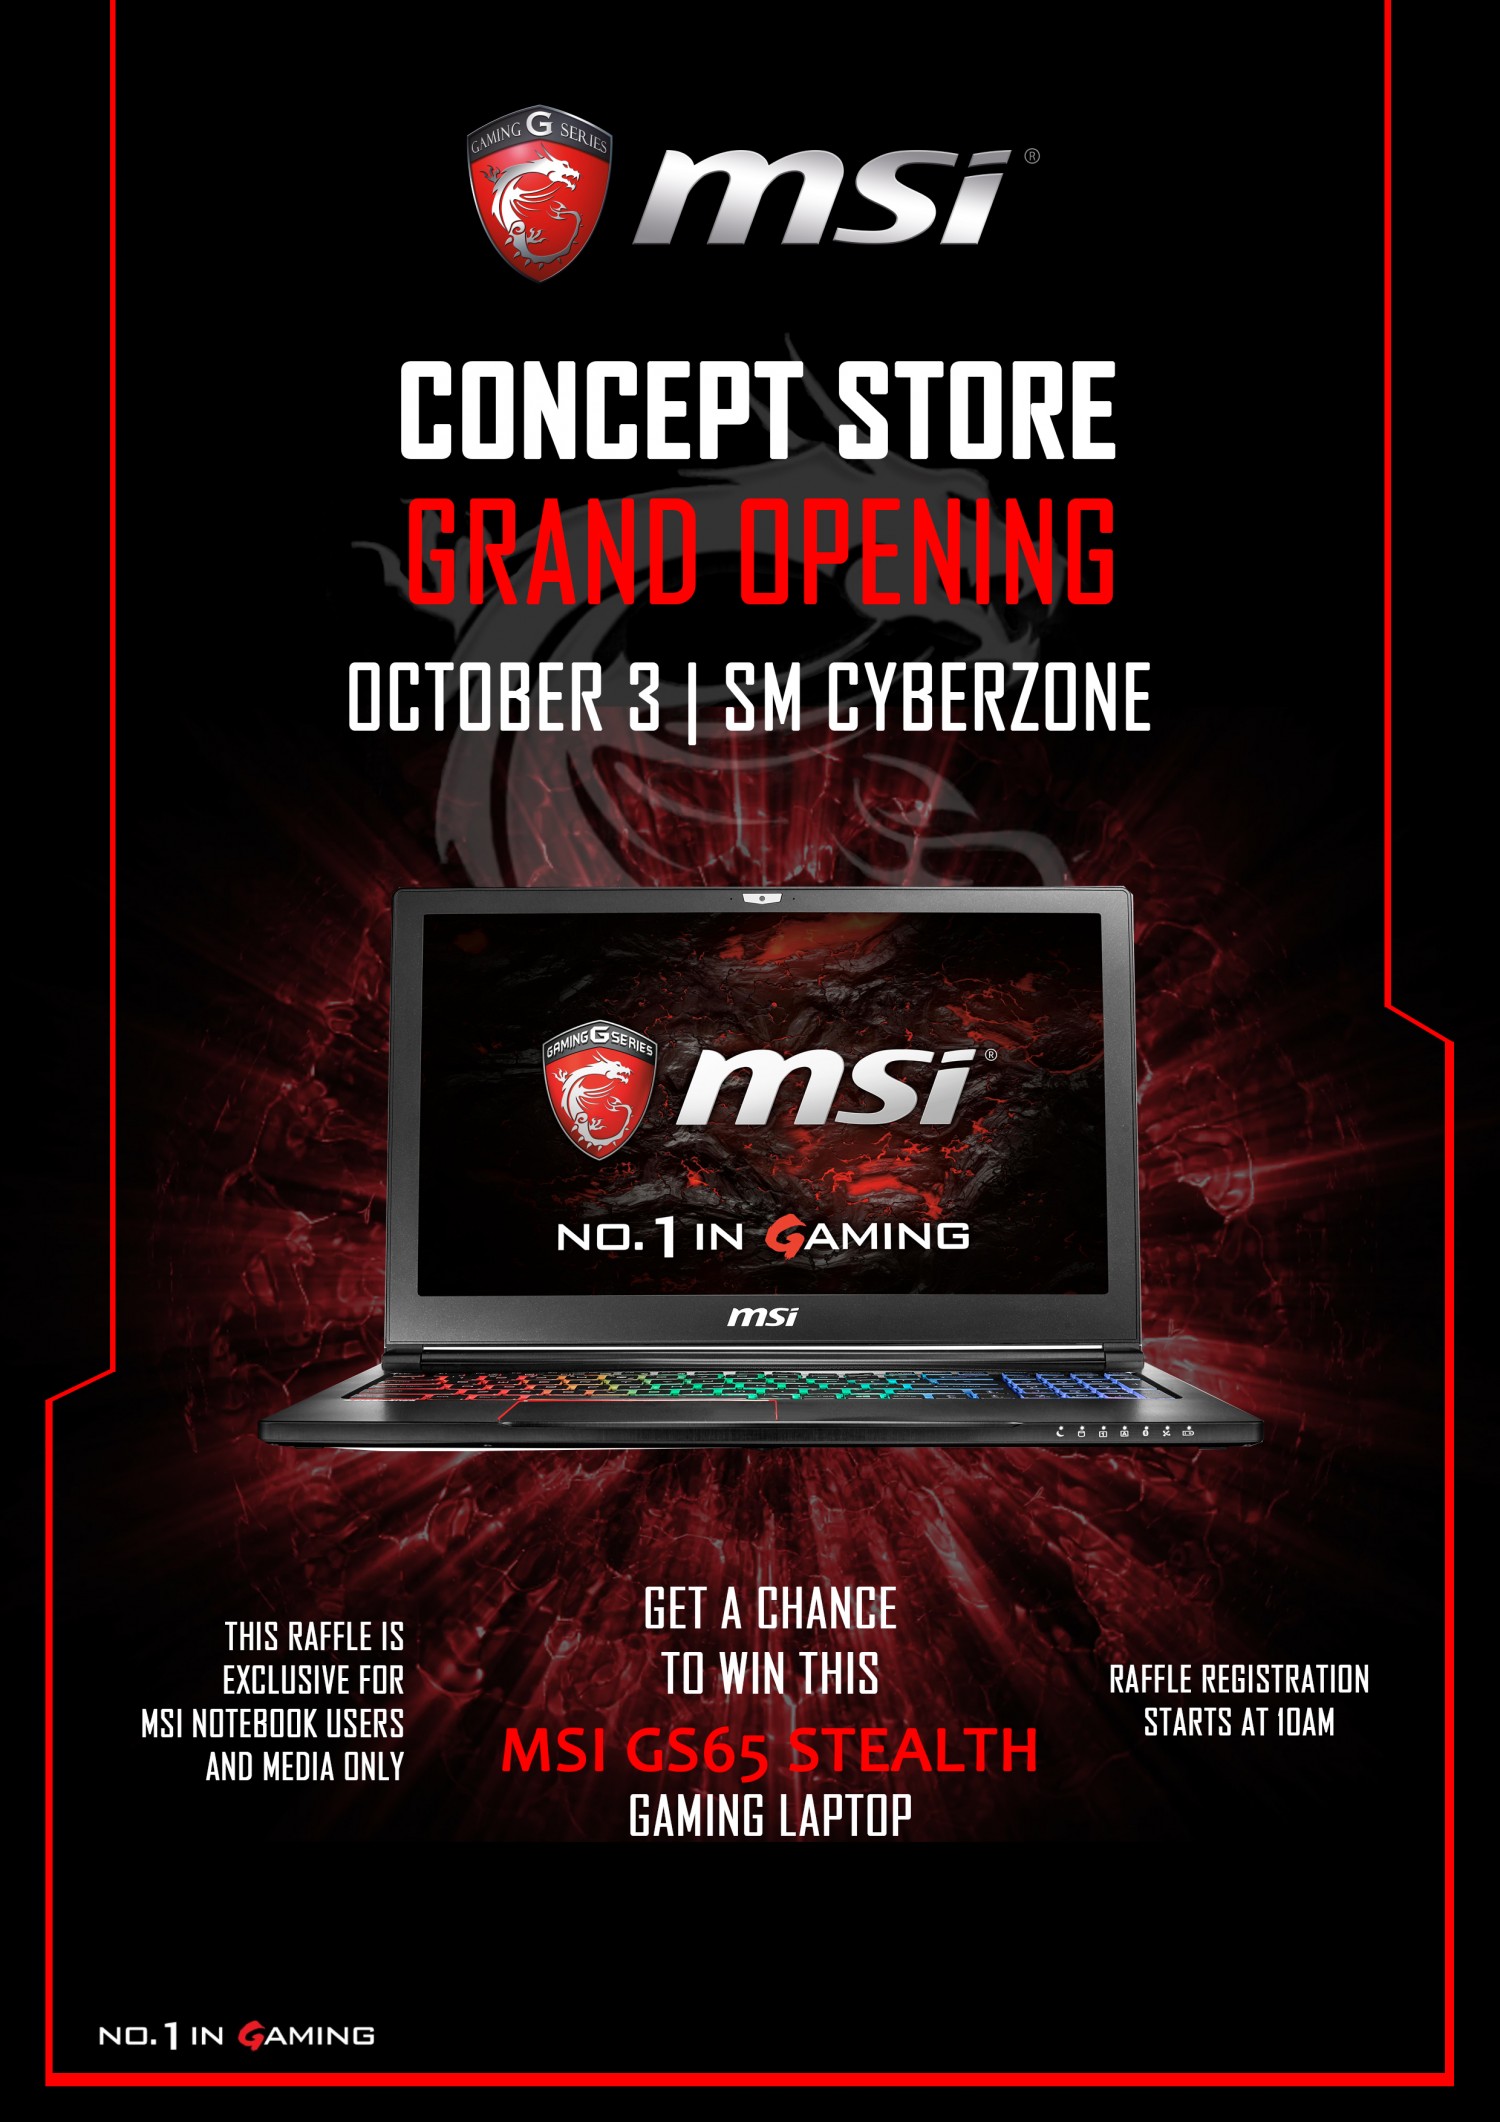 GAMING G SERIES
msi®
CONCEPT STORE
GRAND OPENING
OCTOBER 3 | SM CYBERZONE
GAMING G SERIES
msi®
NO.1 IN GAMING
msi
THIS RAFFLE IS
EXCLUSIVE FOR
MSI NOTEBOOK USERS
AND MEDIA ONLY
GET A CHANCE
TO WIN THIS
MSI GS65 STEALTH
GAMING LAPTOP
RAFFLE REGISTRATION
STARTS AT 10AM
NO.1 IN GAMING